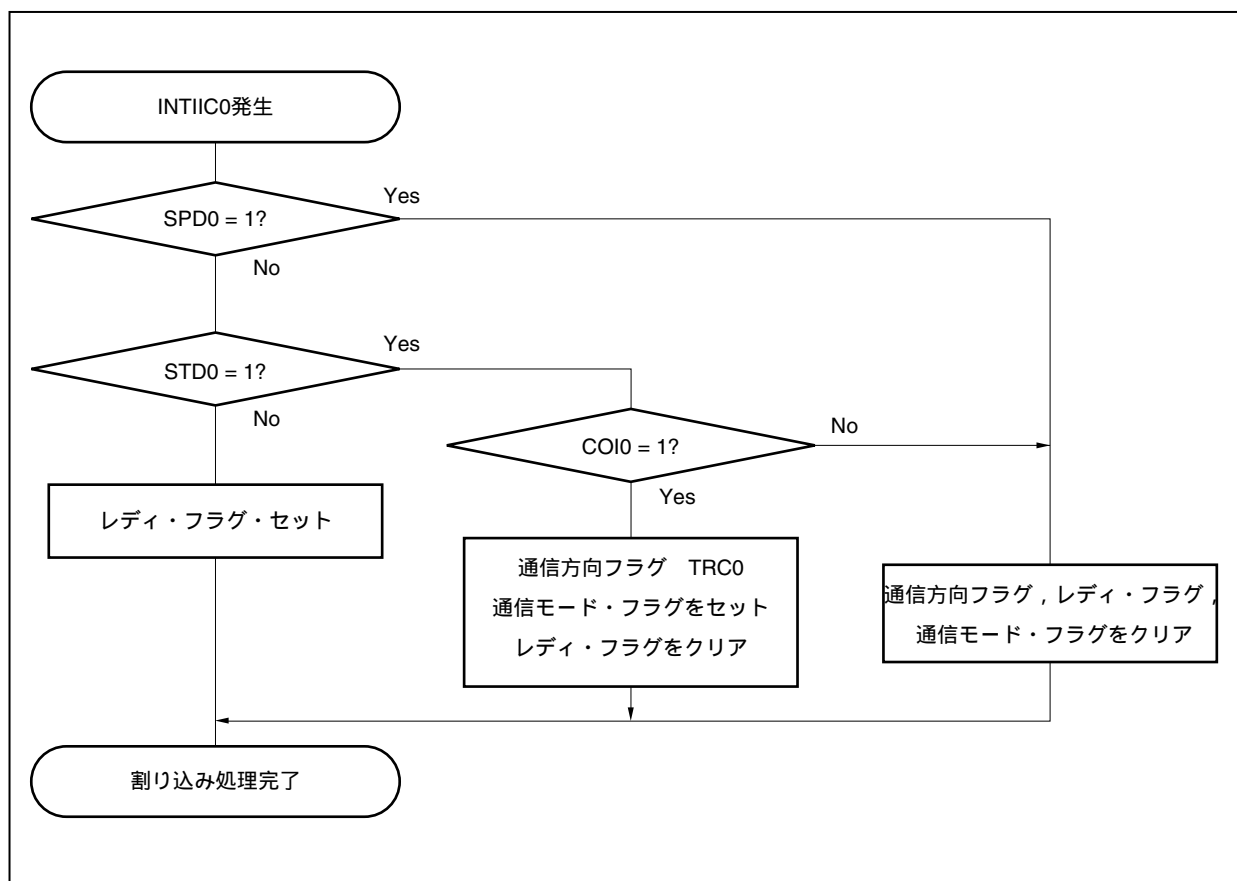 INTIIC0発生
SPD0 = 1?
Yes
No
STD0 = 1?
Yes
No
COI0 = 1?
No
Yes
レディ・フラグ・セット
通信方向フラグ　TRC0
通信モード・フラグをセット
レディ・フラグをクリア
通信方向フラグ , レディ・フラグ ,
通信モード・フラグをクリア
割り込み処理完了